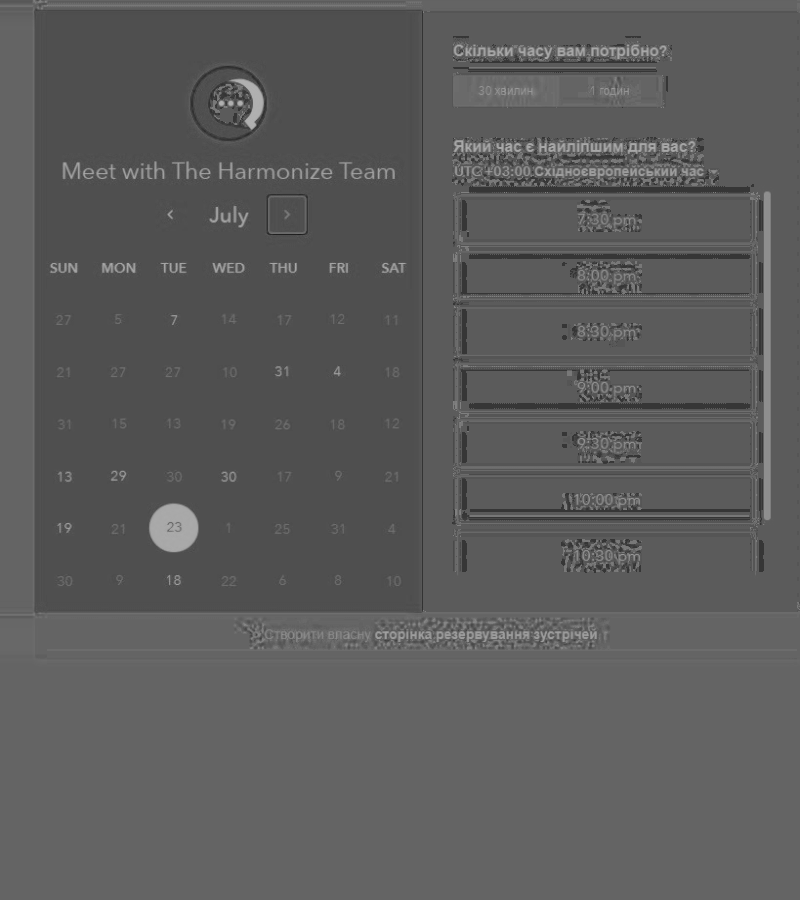 Meet with The Harmonize Team
July
SUN MON TUE WED THU FRI SAT
27 5 7 14 17 12 11
21 27 27 10 31 4 18
31 15 13 19 26 18 12
13 29 30 30 17 9 21
19 21 23 1 25 31 4
30 9 18 22 6 8 10
Скільки часу вам потрібно?
30 хвилин 1 годин
Який час є найліпшим для вас?
UTC +03:00 Східноєвропейський час
7:30 pm
8:00 pm
8:30 pm
9:00 pm
9:30 pm
10:00 pm
10:30 pm
Створити власну сторінка резервування зустрічей